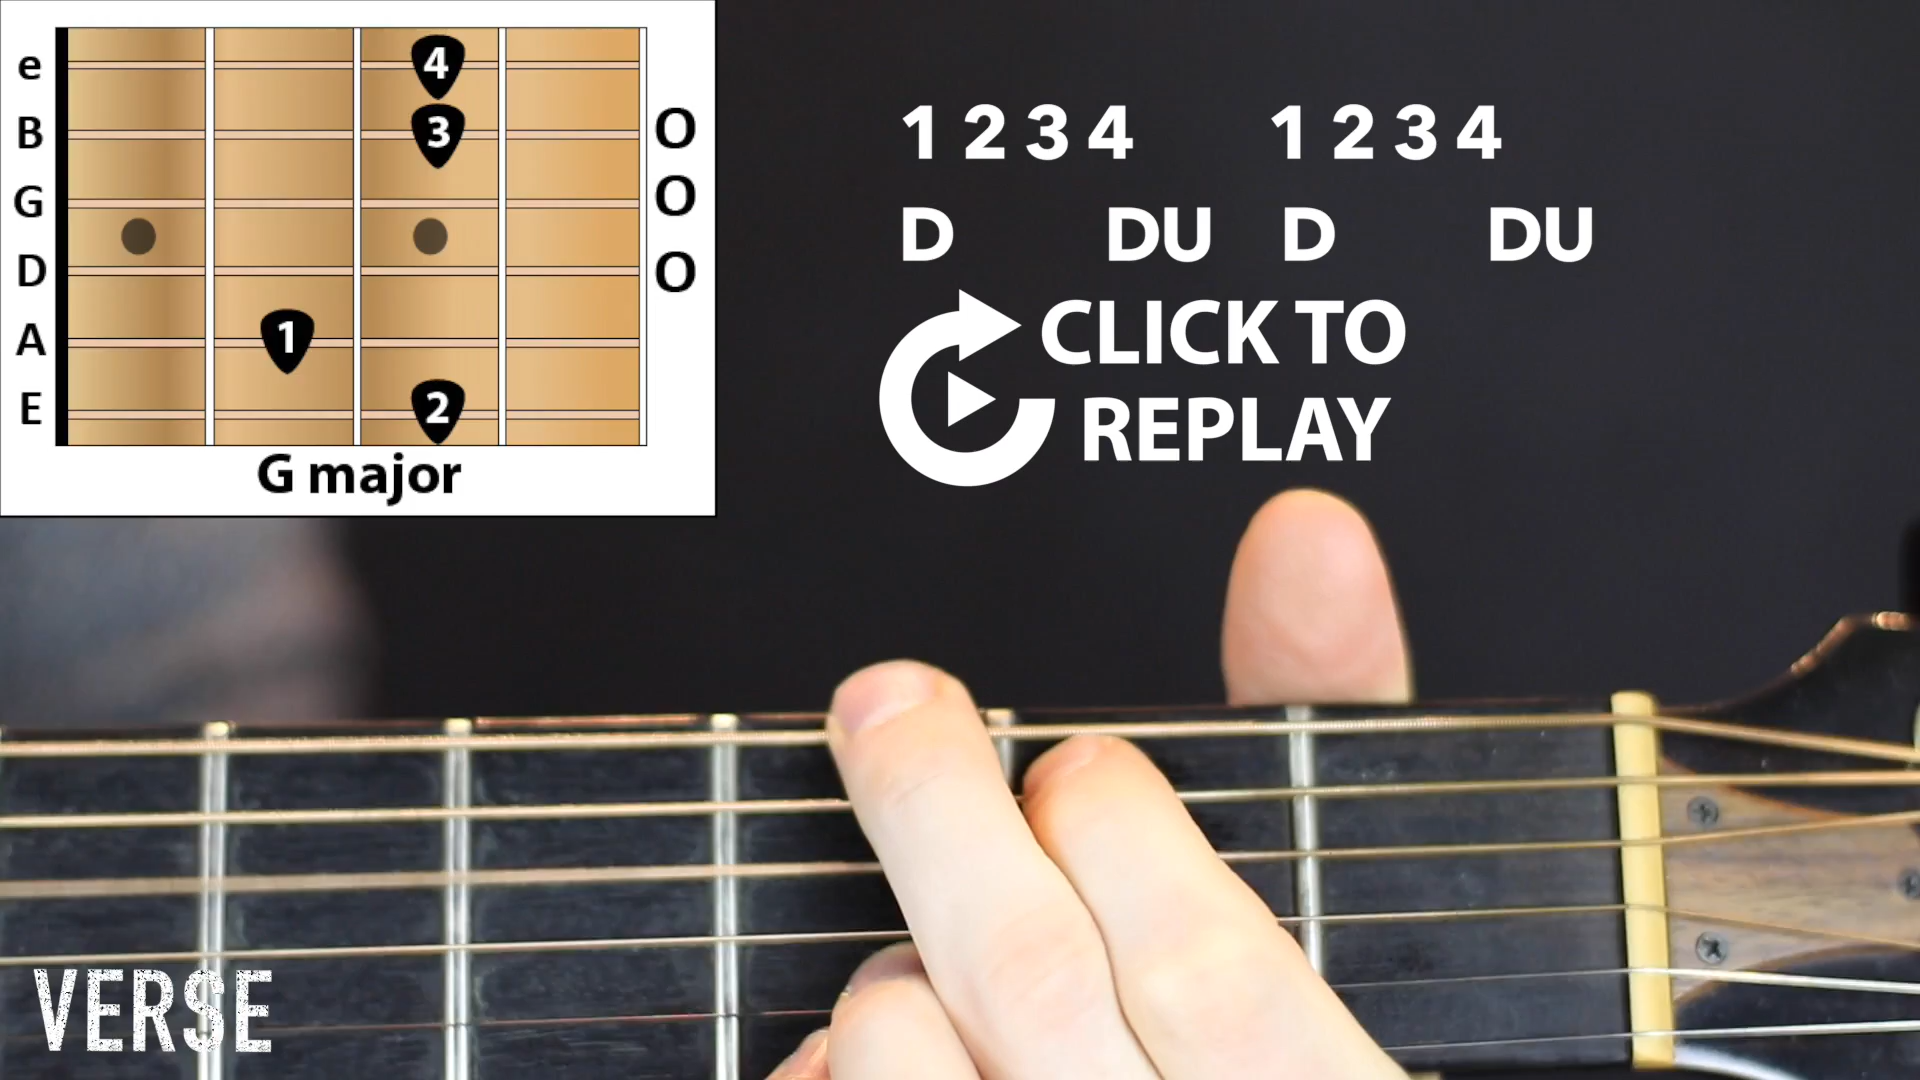 e
4
B
3
O
G
O
D
O
A
1
E
2
G major
1 2 3 4 1 2 3 4
D DU D DU
CLICK TO
REPLAY
VERSE